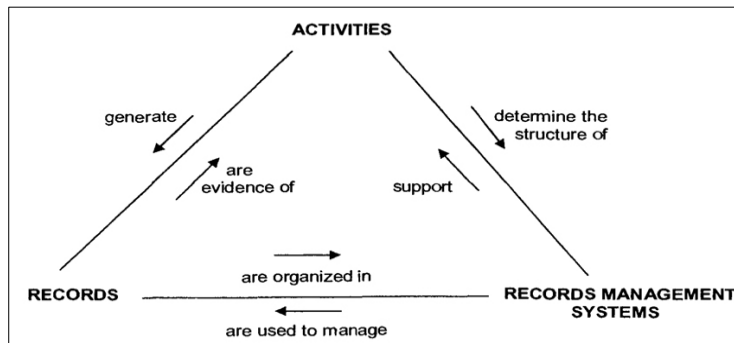 ACTIVITIES
generate
determine the
structure of
are
evidence of
support
are organized in
RECORDS
RECORDS MANAGEMENT
SYSTEMS
are used to manage